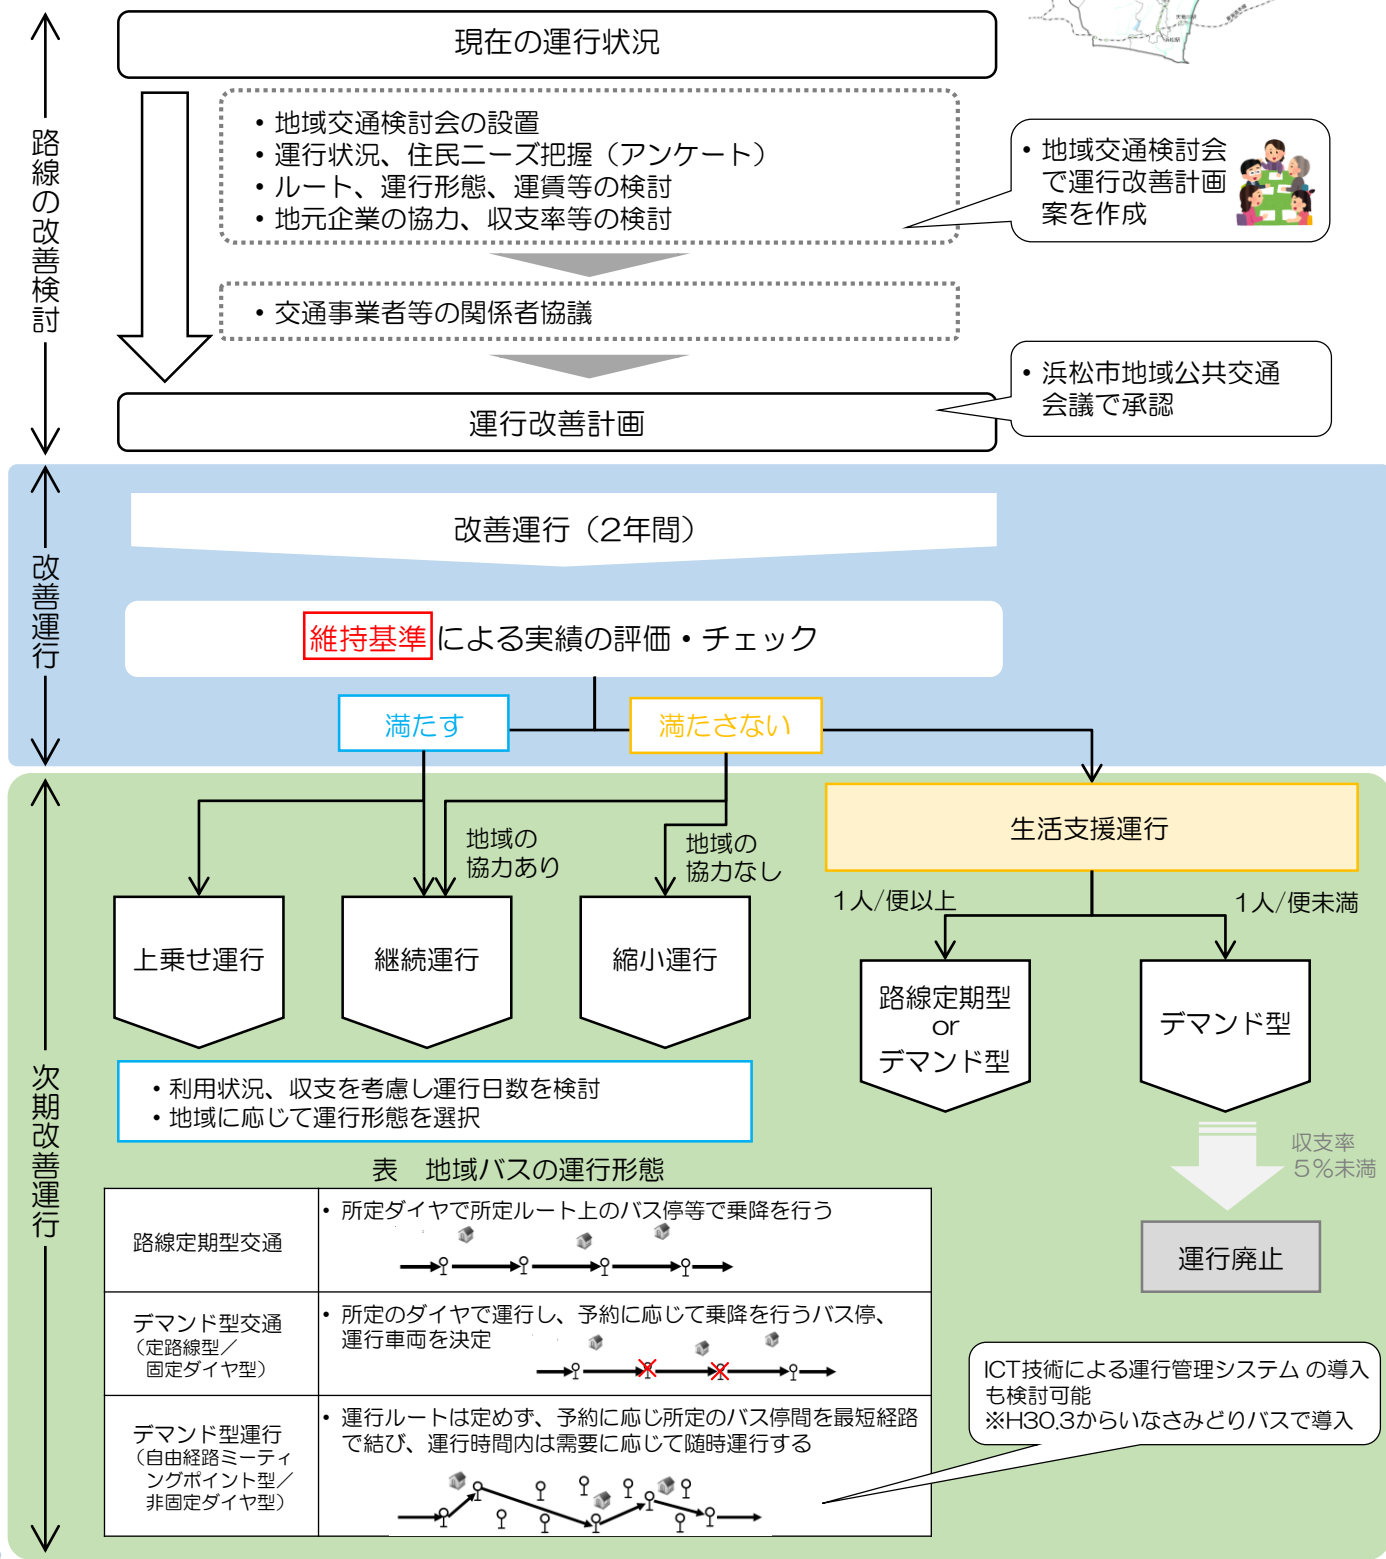 現在の運行状況
路線の改善検討
・地域交通検討会の設置
・運行状況、住民ニーズ把握（アンケート）
・ルート、運行形態、運賃等の検討
・地元企業の協力、収支率等の検討
・地域交通検討会
で運行改善計画
案を作成
・交通事業者等の関係者協議
・浜松市地域公共交通
会議で承認
運行改善計画
改善運行
改善運行（2年間）
維持基準による実績の評価・チェック
満たす
満たさない
次期改善運行
地域の
協力あり
地域の
協力なし
生活支援運行
1人/便以上
1人/便未満
上乗せ運行
継続運行
縮小運行
路線定期型
or
デマンド型
デマンド型
・利用状況、収支を考慮し運行日数を検討
・地域に応じて運行形態を選択
収支率
5％未満
運行廃止
表　地域バスの運行形態
路線定期型交通
・所定ダイヤで所定ルート上のバス停等で乗降を行う
デマンド型交通
（定路線型／
固定ダイヤ型）
・所定のダイヤで運行し、予約に応じて乗降を行うバス停、
運行車両を決定
デマンド型運行
（自由経路ミーティ
ングポイント型／
非固定ダイヤ型）
・運行ルートは定めず、予約に応じ所定のバス停間を最短経路
で結び、運行時間内は需要に応じて随時運行する
ICT技術による運行管理システム の導入
も検討可能
※H30.3からいなさみどりバスで導入